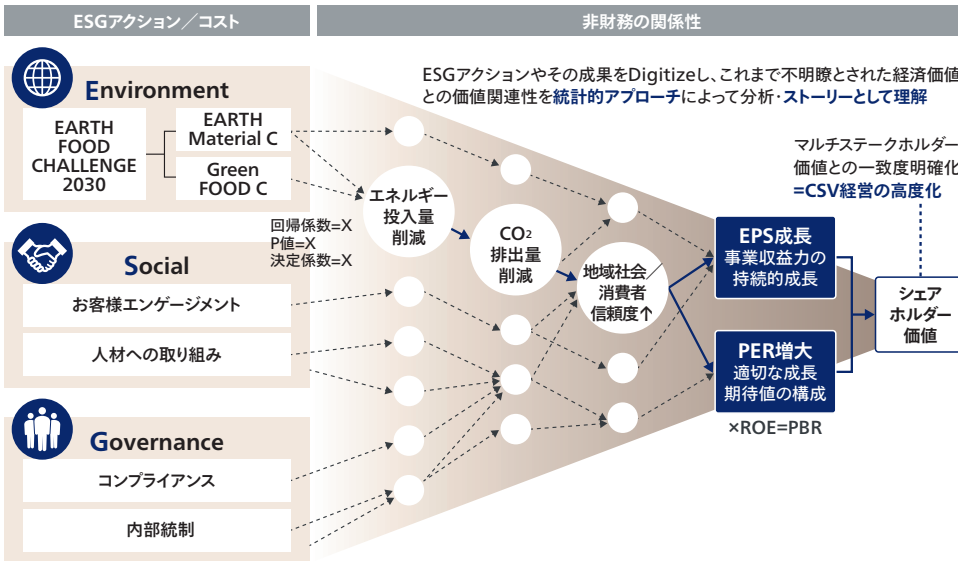 ESGアクション／コスト
非財務の関係性
ESGアクションやその成果をDigitizeし、これまで不明瞭とされた経済価値
との価値関連性を統計的アプローチによって分析・ストーリーとして理解
Environment
EARTH
FOOD
CHALLENGE
2030
EARTH
Material C
Green
FOOD C
マルチステークホルダー
価値との一致度明確化
=CSV経営の高度化
エネルギー
投入量
削減
回帰係数=X
P値=X
決定係数=X
CO2
排出量
削減
地域社会／
消費者
信頼度↑
EPS成長
事業収益力の
持続的成長
シェア
ホルダー
価値
PER増大
適切な成長
期待値の構成
×ROE=PBR
Social
お客様エンゲージメント
人材への取り組み
Governance
コンプライアンス
内部統制